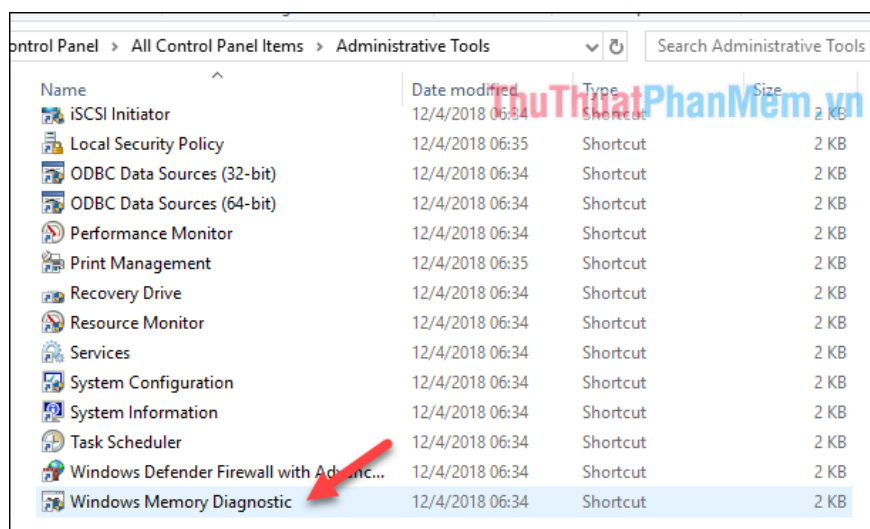 ontrol Panel > All Control Panel Items > Administrative Tools Search Administrative Tools
Name Date modified Type Size
ThuThuatPhanMem.vn
iSCSI Initiator 12/4/2018 06:34 Shortcut 2 KB
Local Security Policy 12/4/2018 06:35 Shortcut 2 KB
ODBC Data Sources (32-bit) 12/4/2018 06:34 Shortcut 2 KB
ODBC Data Sources (64-bit) 12/4/2018 06:34 Shortcut 2 KB
Performance Monitor 12/4/2018 06:34 Shortcut 2 KB
Print Management 12/4/2018 06:35 Shortcut 2 KB
Recovery Drive 12/4/2018 06:34 Shortcut 2 KB
Resource Monitor 12/4/2018 06:34 Shortcut 2 KB
Services 12/4/2018 06:34 Shortcut 2 KB
System Configuration 12/4/2018 06:34 Shortcut 2 KB
System Information 12/4/2018 06:34 Shortcut 2 KB
Task Scheduler 12/4/2018 06:34 Shortcut 2 KB
Windows Defender Firewall with Advanc... 12/4/2018 06:34 Shortcut 2 KB
Windows Memory Diagnostic 12/4/2018 06:34 Shortcut 2 KB